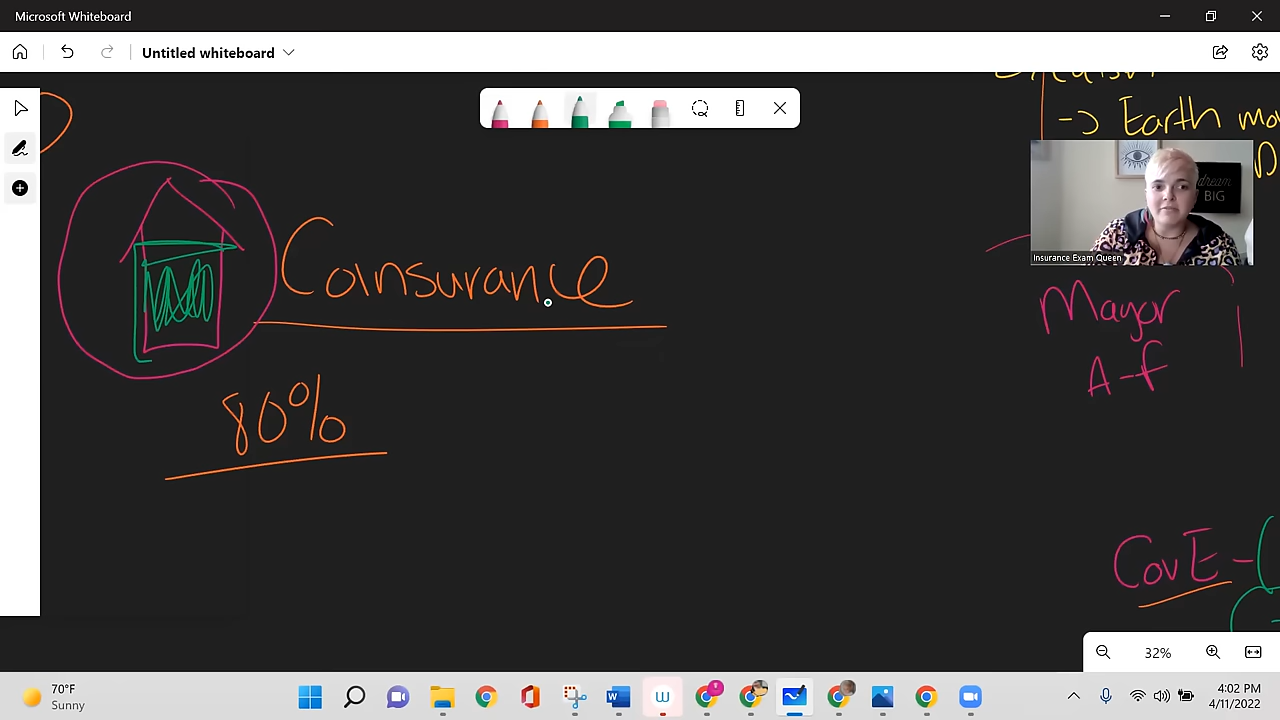 Microsoft Whiteboard
Untitled whiteboard
-> Earth mo
D
dream
BIG
Insurance Exam Queen
Coinsurance
Mayor
A-f
80%
Cov E - C
32%
70°F
Sunny
4:02 PM
4/11/2022